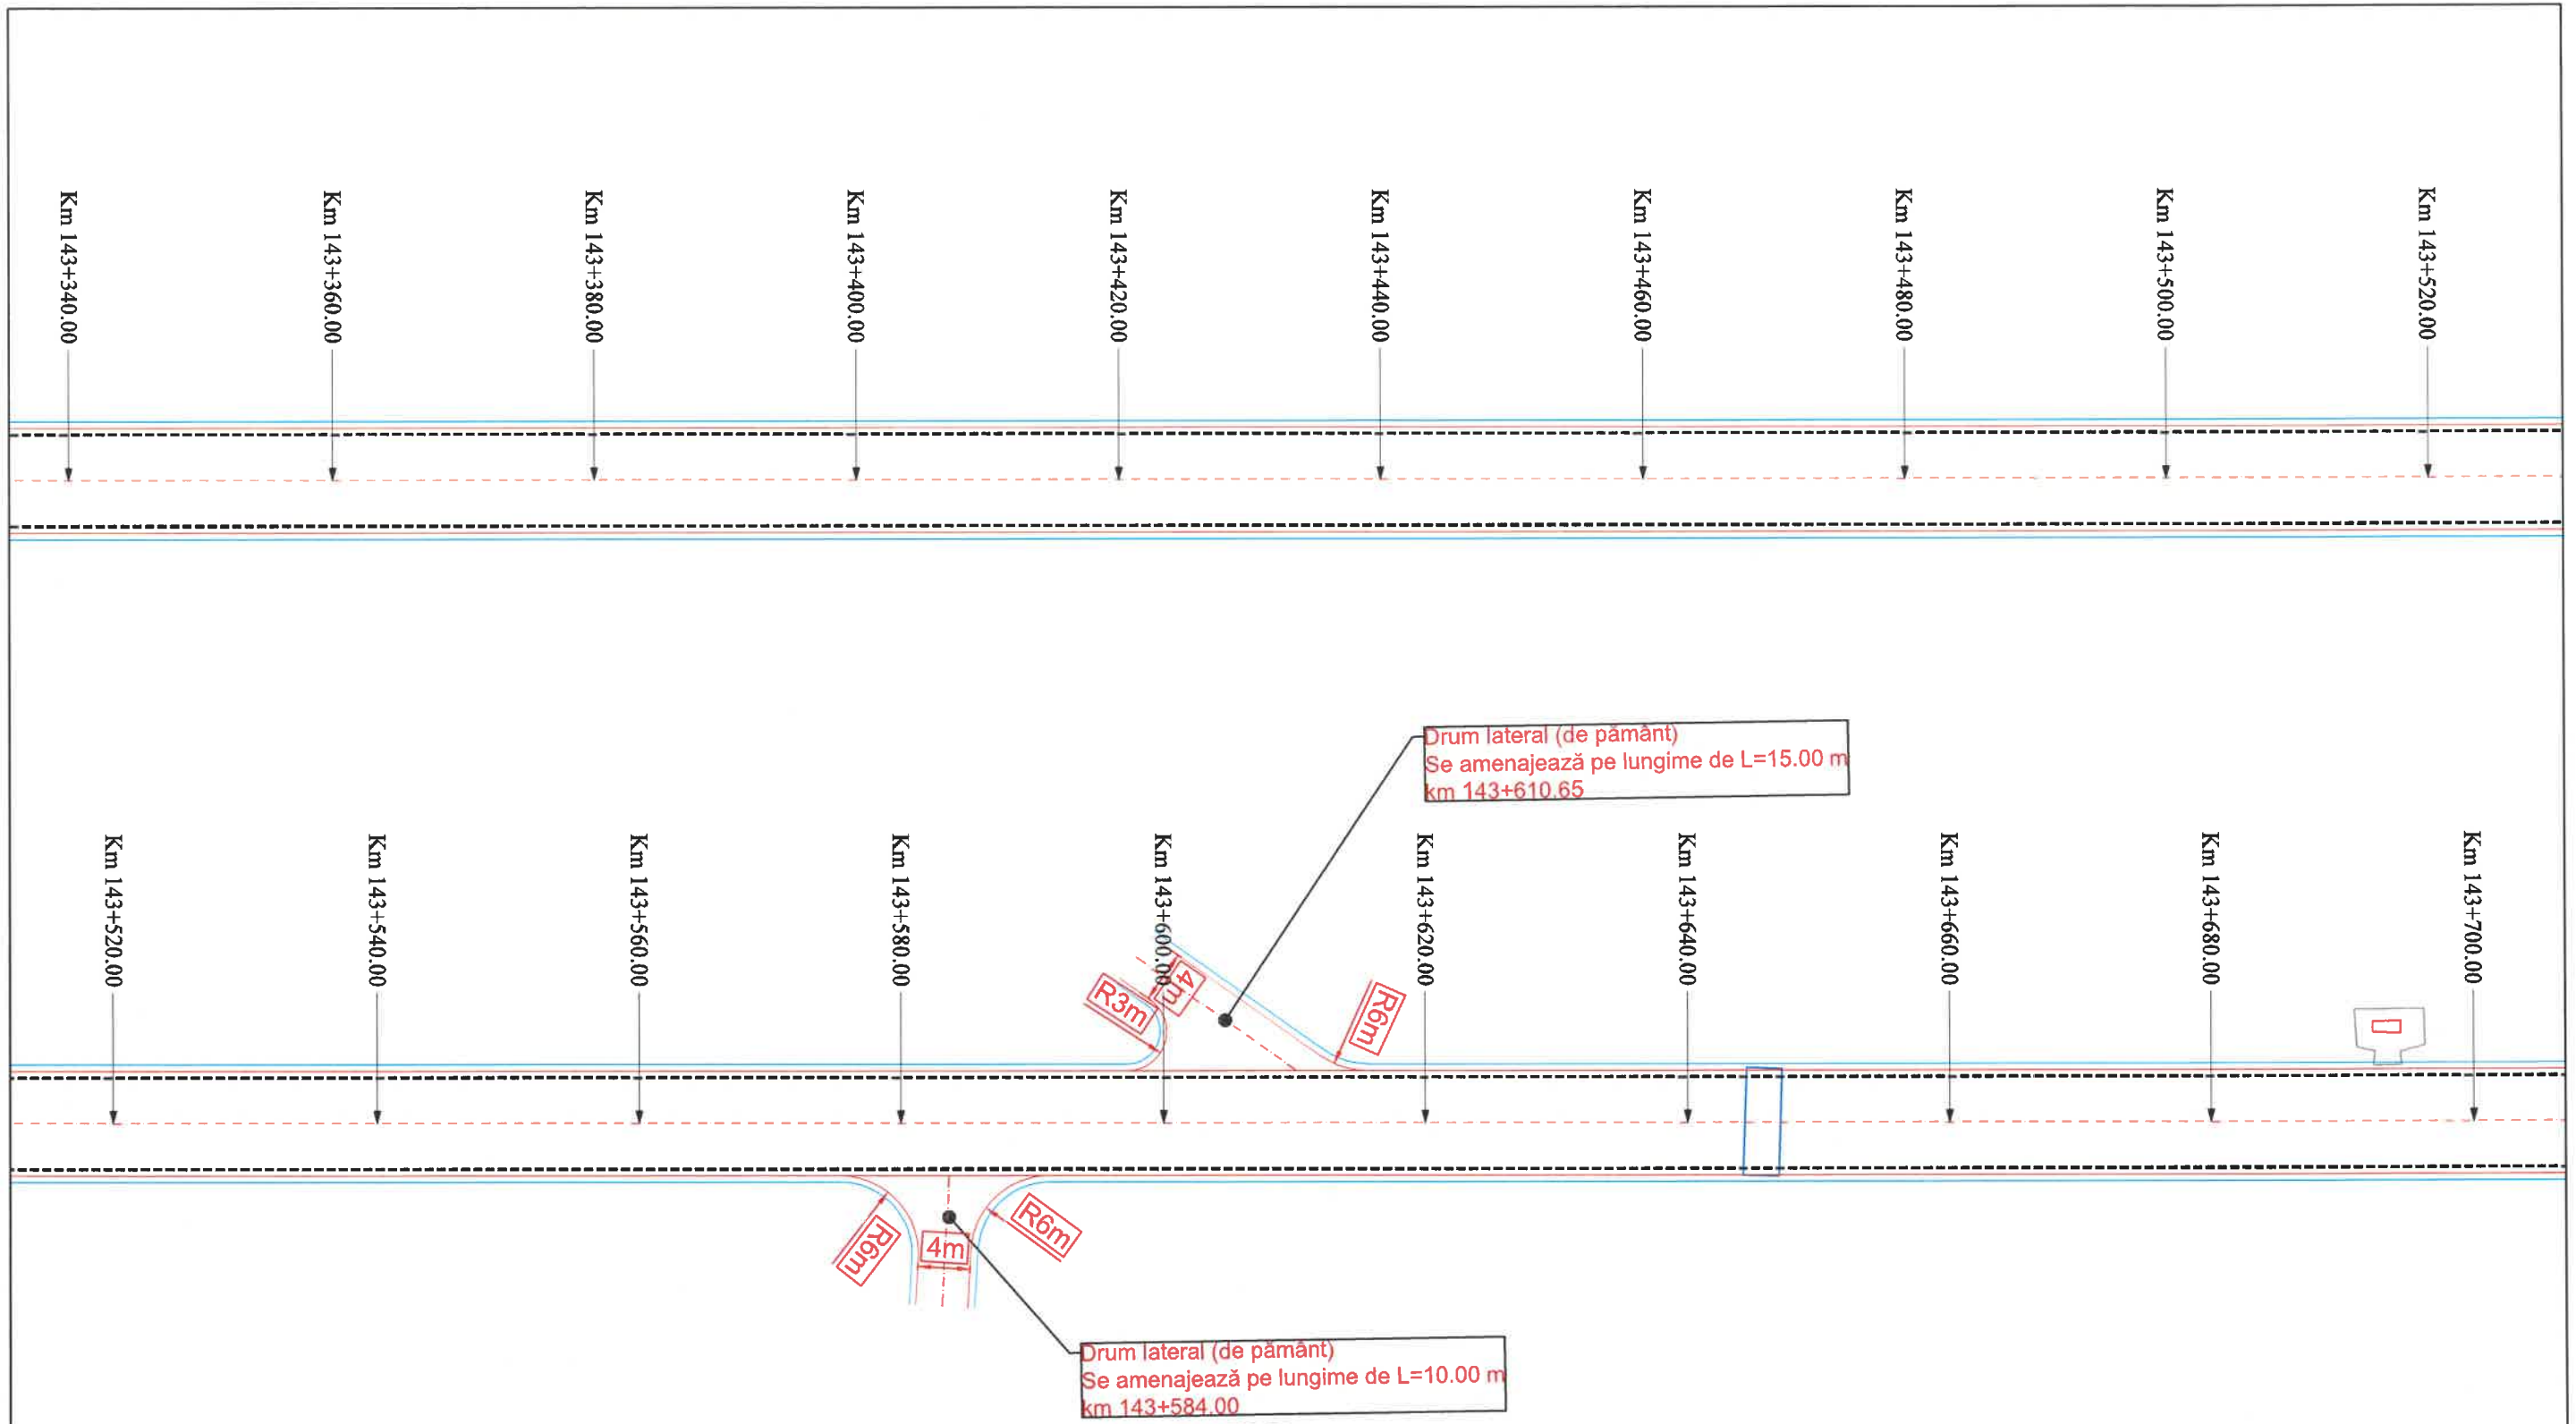 Km 143+340.00
Km 143+360.00
Km 143+380.00
Km 143+400.00
Km 143+420.00
Km 143+440.00
Km 143+460.00
Km 143+480.00
Km 143+500.00
Km 143+520.00
Drum lateral (de pământ)
Se amenajează pe lungime de L=15.00 m
km 143+610.65
Km 143+520.00
Km 143+540.00
Km 143+560.00
Km 143+580.00
Km 143+600.00
Km 143+620.00
Km 143+640.00
Km 143+660.00
Km 143+680.00
Km 143+700.00
R3m
4m
R6m
R6m
4m
R6m
Drum lateral (de pământ)
Se amenajează pe lungime de L=10.00 m
km 143+584.00